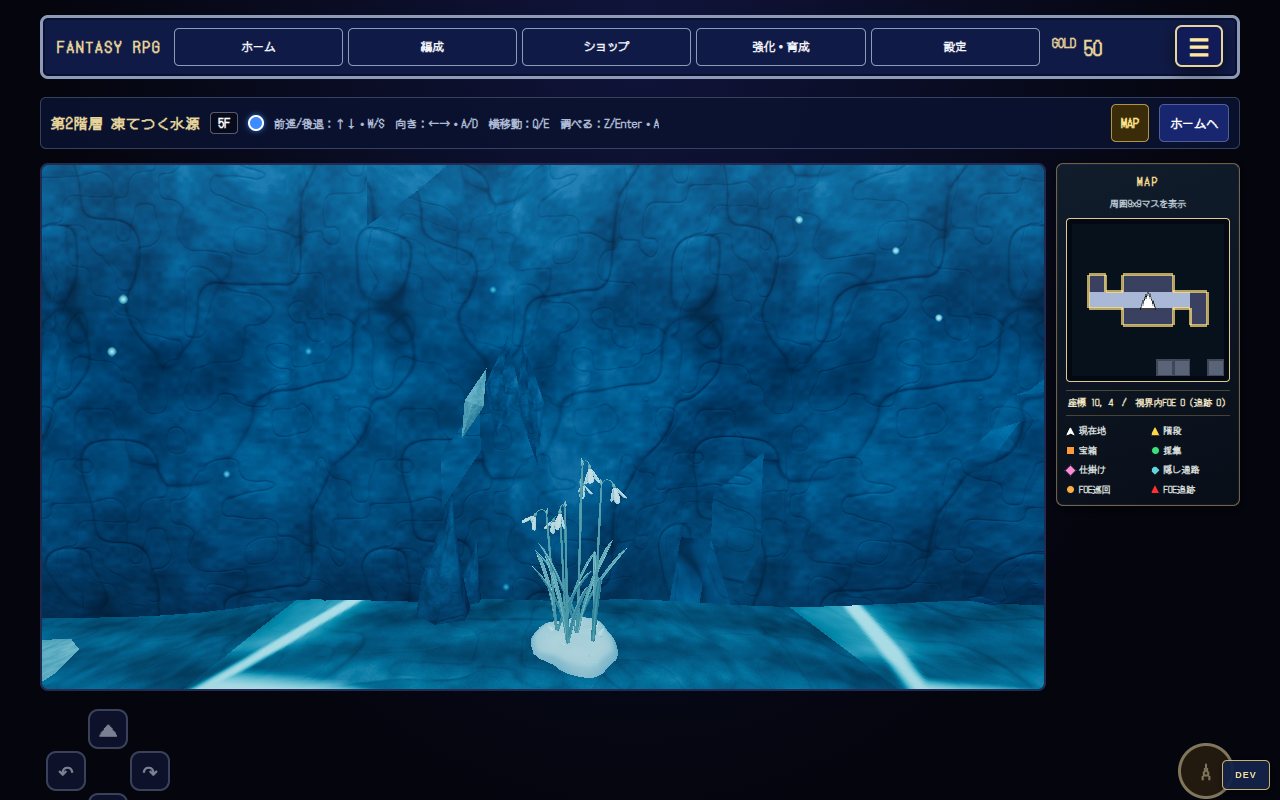 FANTASY RPG
ホーム
編成
ショップ
強化・育成
設定
GOLD 50
第2階層 凍てつく水源
5F
前進/後退：↑↓・W/S 向き：←→・A/D 横移動：Q/E 調べる：Z/Enter・A
MAP
ホームへ
MAP
周囲9x9マスを表示
座標 10, 4 / 視界内FOE 0（追跡 0）
現在地
階段
宝箱
採集
仕掛け
隠し通路
FOE巡回
FOE追跡
A
DEV